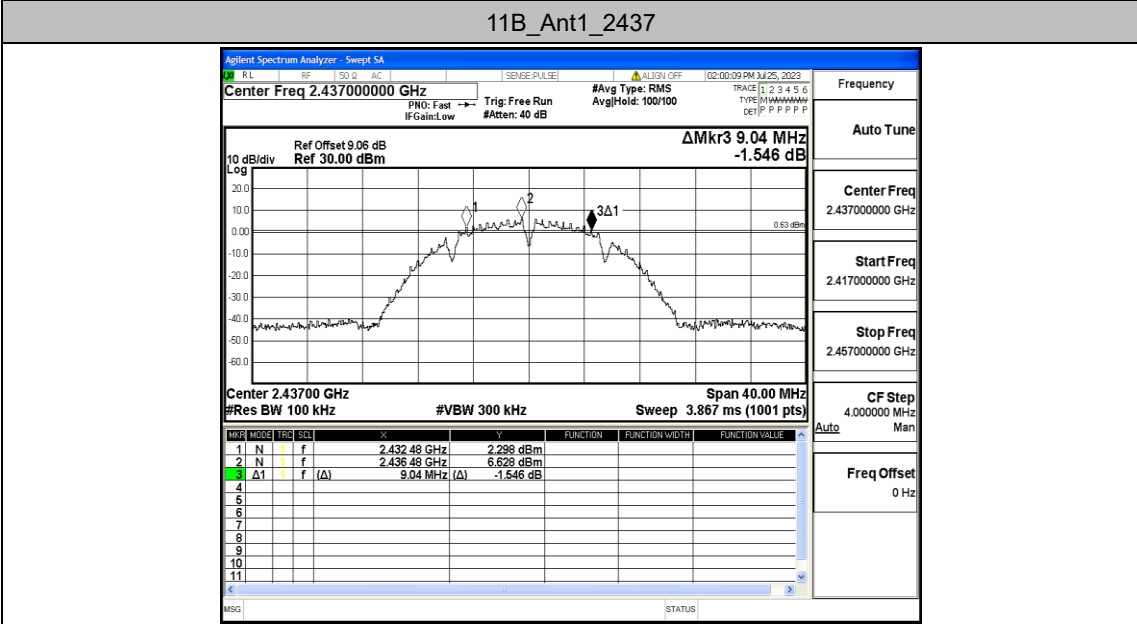 11B_Ant1_2437
Agilent Spectrum Analyzer - Swept SA
RL RF 50 Ω AC SENSE:PULSE ALIGN OFF 02:00:09 PM Jul 25, 2023
Center Freq 2.437000000 GHz
PNO: Fast
IFGain:Low
Trig: Free Run
#Atten: 40 dB
#Avg Type: RMS
Avg|Hold: 100/100
TRACE 1 2 3 4 5 6
TYPE M W W W W W
DET P P P P P P
ΔMkr3 9.04 MHz
-1.546 dB
Ref Offset 9.06 dB
10 dB/div Ref 30.00 dBm
Log
20.0
10.0
0.00
-10.0
-20.0
-30.0
-40.0
-50.0
-60.0
1
2
3Δ1
0.63 dBm
Center 2.43700 GHz Span 40.00 MHz
#Res BW 100 kHz #VBW 300 kHz Sweep 3.867 ms (1001 pts)
MKR MODE TRC SCL X Y FUNCTION FUNCTION WIDTH FUNCTION VALUE
1 N 1 f 2.432 48 GHz 2.298 dBm
2 N 1 f 2.436 48 GHz 6.628 dBm
3 Δ1 1 f (Δ) 9.04 MHz (Δ) -1.546 dB
4
5
6
7
8
9
10
11
MSG STATUS
Frequency
Auto Tune
Center Freq
2.437000000 GHz
Start Freq
2.417000000 GHz
Stop Freq
2.457000000 GHz
CF Step
4.000000 MHz
Auto Man
Freq Offset
0 Hz